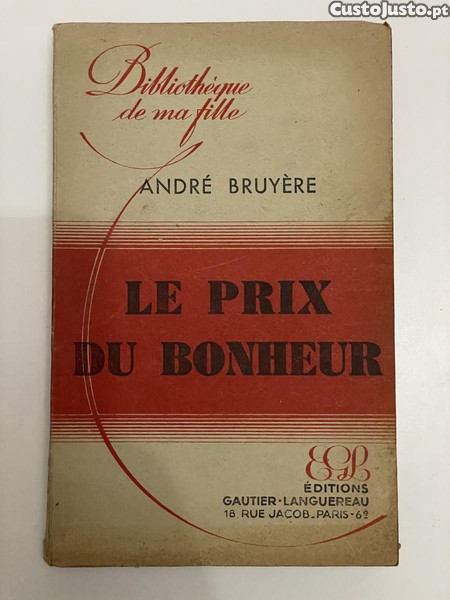 CustoJusto.pt
Bibliothèque
de ma fille
ANDRÉ BRUYÈRE
LE PRIX
DU BONHEUR
EGL
ÉDITIONS
GAUTIER-LANGUEREAU
18 RUE JACOB_PARIS-6e